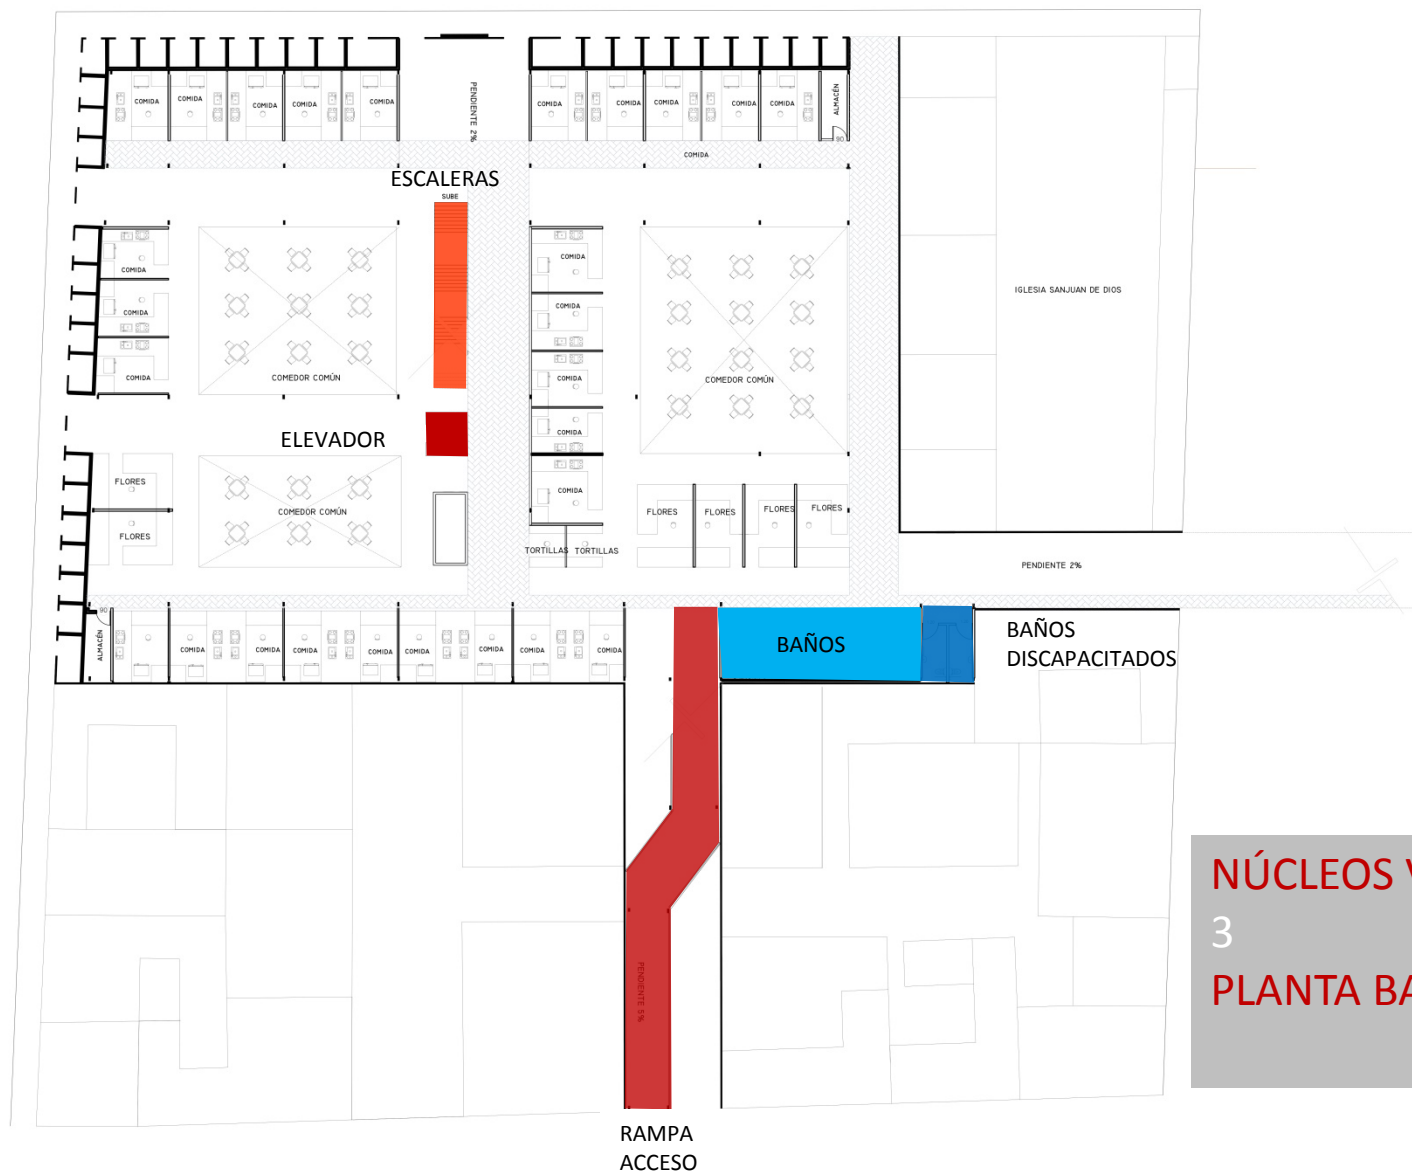 COMIDA
COMIDA
COMIDA
COMIDA
COMIDA
PENDIENTE 2%
COMIDA
COMIDA
COMIDA
COMIDA
COMIDA
ALMACÉN
90
COMIDA
ESCALERAS
SUBE
COMIDA
COMIDA
COMIDA
COMEDOR COMÚN
COMIDA
COMIDA
COMIDA
COMIDA
COMIDA
COMEDOR COMÚN
IGLESIA SANJUAN DE DIOS
ELEVADOR
FLORES
FLORES
COMEDOR COMÚN
TORTILLAS
TORTILLAS
FLORES
FLORES
FLORES
FLORES
PENDIENTE 2%
90
ALMACÉN
COMIDA
COMIDA
COMIDA
COMIDA
COMIDA
COMIDA
COMIDA
COMIDA
BAÑOS
BAÑOS
DISCAPACITADOS
PENDIENTE 5%
NÚCLEOS V
3
PLANTA BA
RAMPA
ACCESO